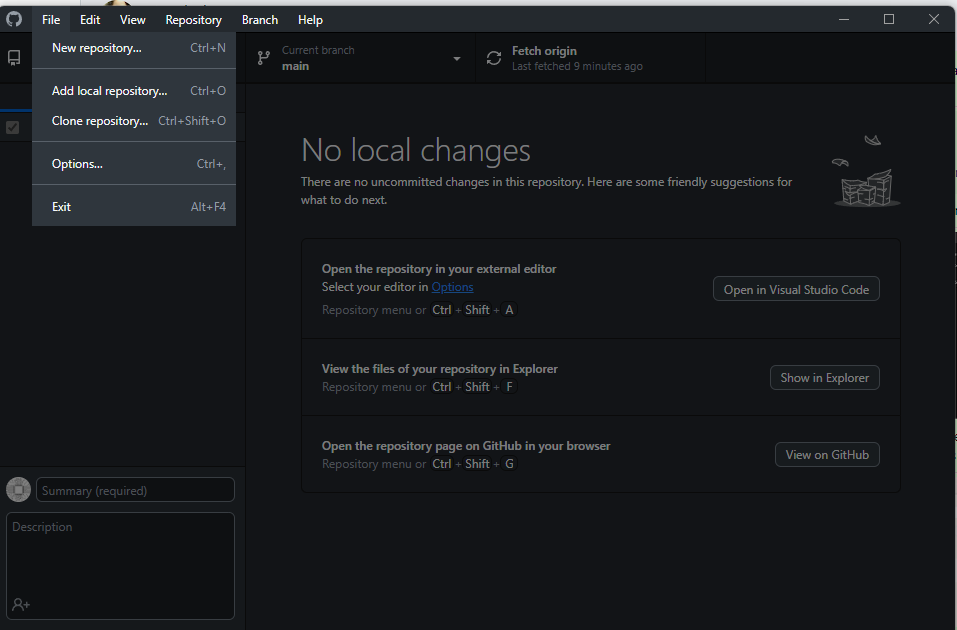 File Edit View Repository Branch Help
New repository... Ctrl+N
Add local repository... Ctrl+O
Clone repository... Ctrl+Shift+O
Options... Ctrl+,
Exit Alt+F4
Current branch
main
Fetch origin
Last fetched 9 minutes ago
No local changes
There are no uncommitted changes in this repository. Here are some friendly suggestions for
what to do next.
Open the repository in your external editor
Select your editor in Options
Repository menu or Ctrl + Shift + A
Open in Visual Studio Code
View the files of your repository in Explorer
Repository menu or Ctrl + Shift + F
Show in Explorer
Open the repository page on GitHub in your browser
Repository menu or Ctrl + Shift + G
View on GitHub
Summary (required)
Description